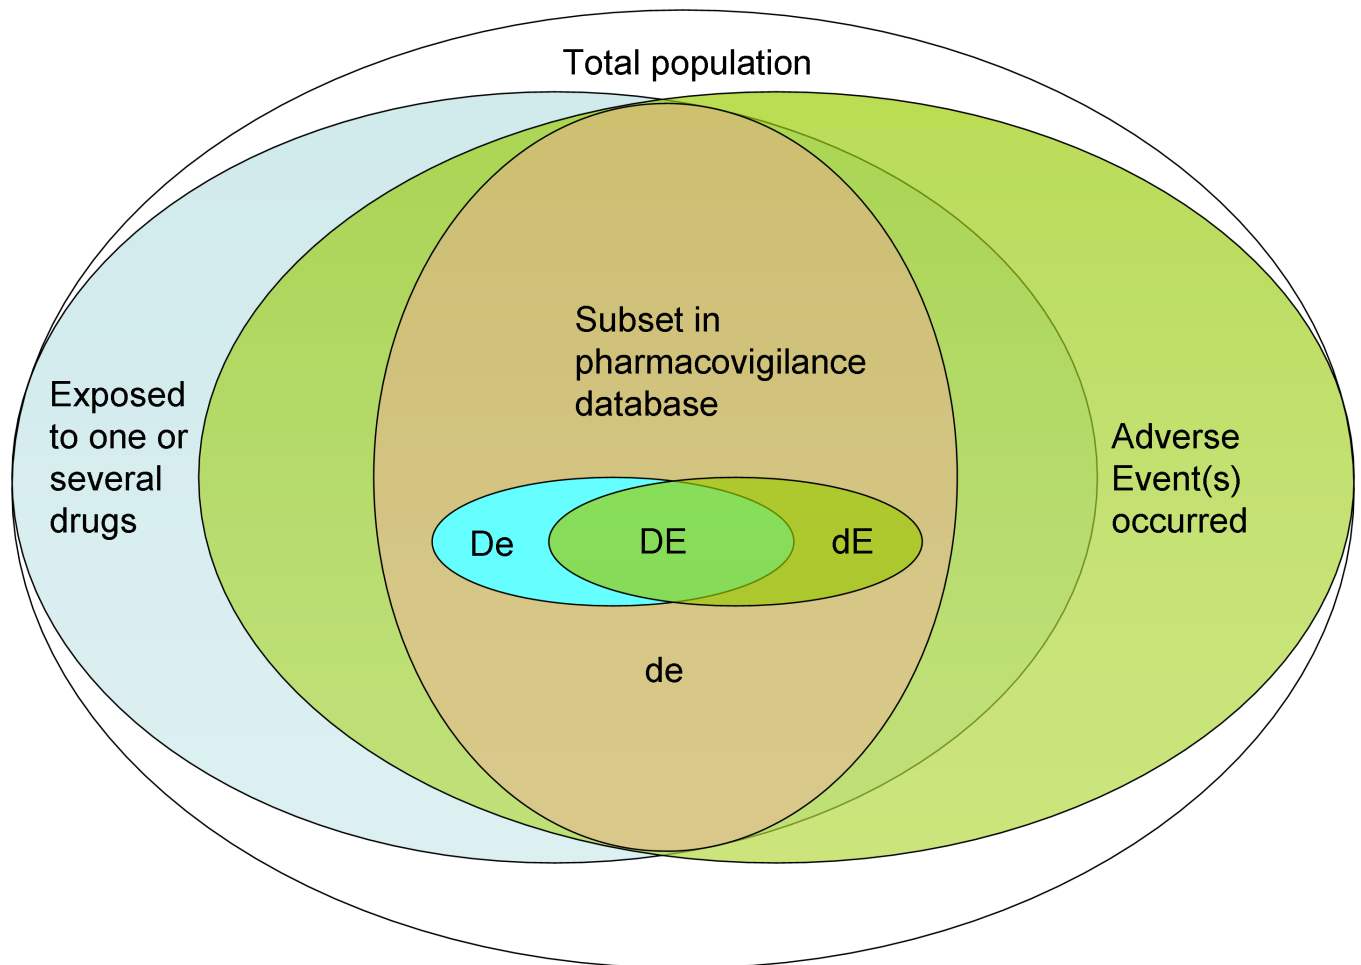 Total population
Subset in
pharmacovigilance
database
Exposed
to one or
several
drugs
Adverse
Event(s)
occurred
De
DE
dE
de